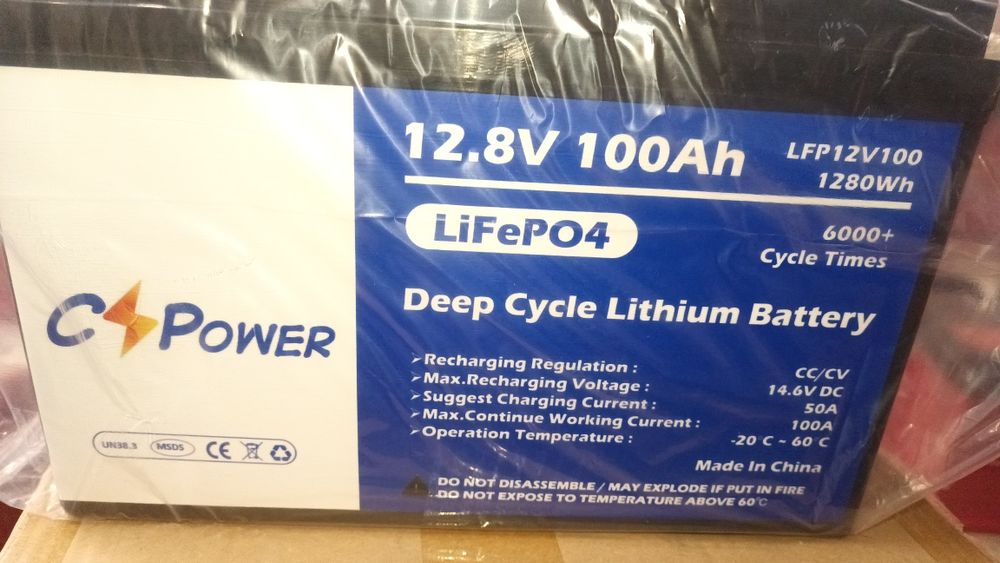 12.8V 100Ah
LFP12V100
1280Wh
LiFePO4
6000+
Cycle Times
Deep Cycle Lithium Battery
CSPOWER
➢Recharging Regulation : CC/CV
➢Max.Recharging Voltage : 14.6V DC
➢Suggest Charging Current : 50A
➢Max.Continue Working Current : 100A
➢Operation Temperature : -20℃ ~ 60℃
UN38.3 MSDS CE
Made In China
DO NOT DISASSEMBLE / MAY EXPLODE IF PUT IN FIRE
DO NOT EXPOSE TO TEMPERATURE ABOVE 60℃